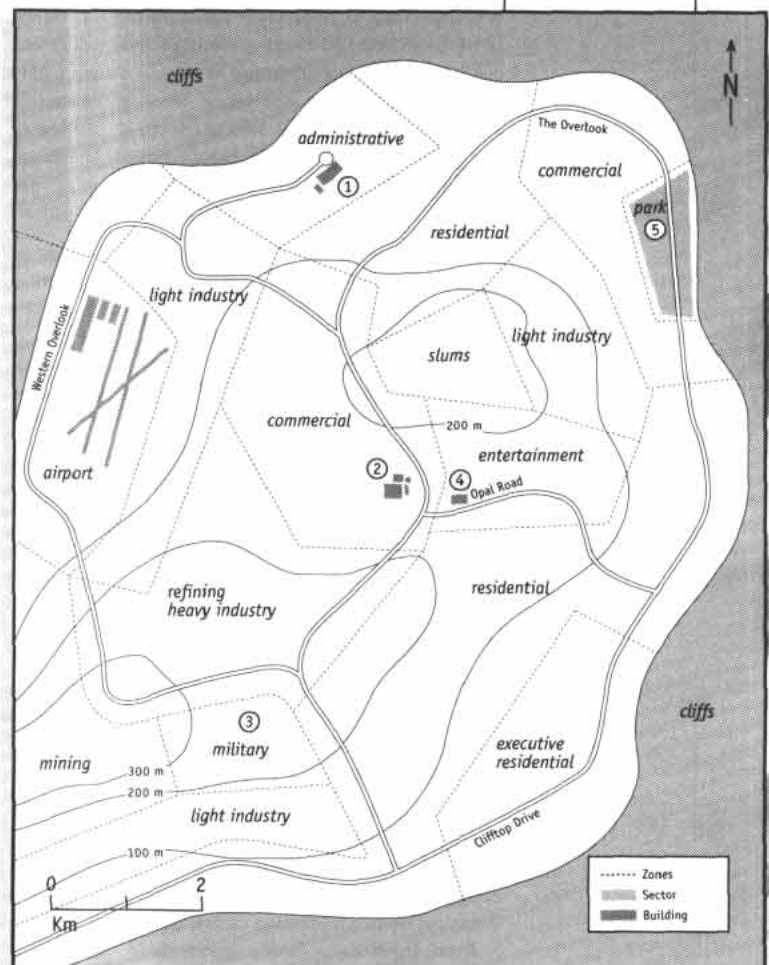 cliffs
N
The Overlook
administrative
commercial
1
park
5
residential
light industry
light industry
Western Overlook
slums
commercial
200 m
entertainment
2
4
Opal Road
airport
refining
heavy industry
residential
3
military
cliffs
executive
residential
mining
300 m
200 m
light industry
Clifftop Drive
100 m
0
2
Km
Zones
Sector
Building